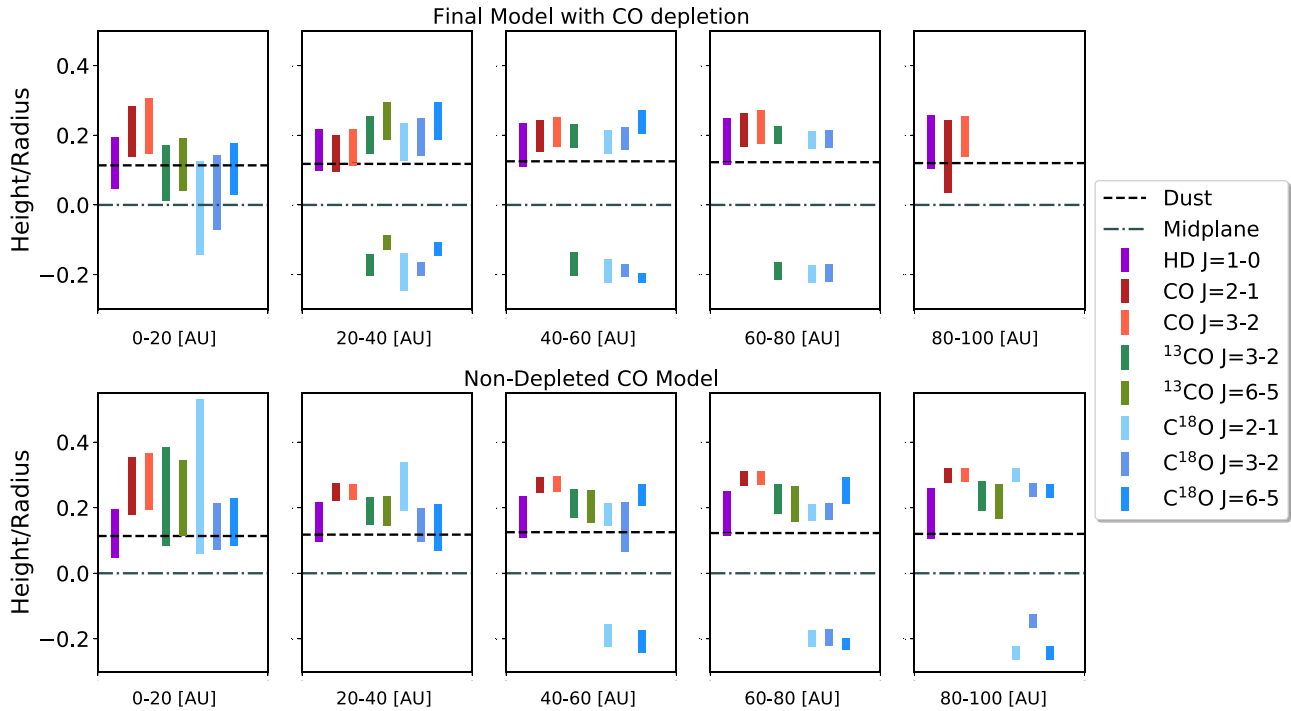 Final Model with CO depletion
Height/Radius
0.4
0.2
0.0
−0.2
0-20 [AU]
20-40 [AU]
40-60 [AU]
60-80 [AU]
80-100 [AU]
Non-Depleted CO Model
Height/Radius
0.4
0.2
0.0
−0.2
0-20 [AU]
20-40 [AU]
40-60 [AU]
60-80 [AU]
80-100 [AU]
Dust
Midplane
HD J=1-0
CO J=2-1
CO J=3-2
¹³CO J=3-2
¹³CO J=6-5
C¹⁸O J=2-1
C¹⁸O J=3-2
C¹⁸O J=6-5